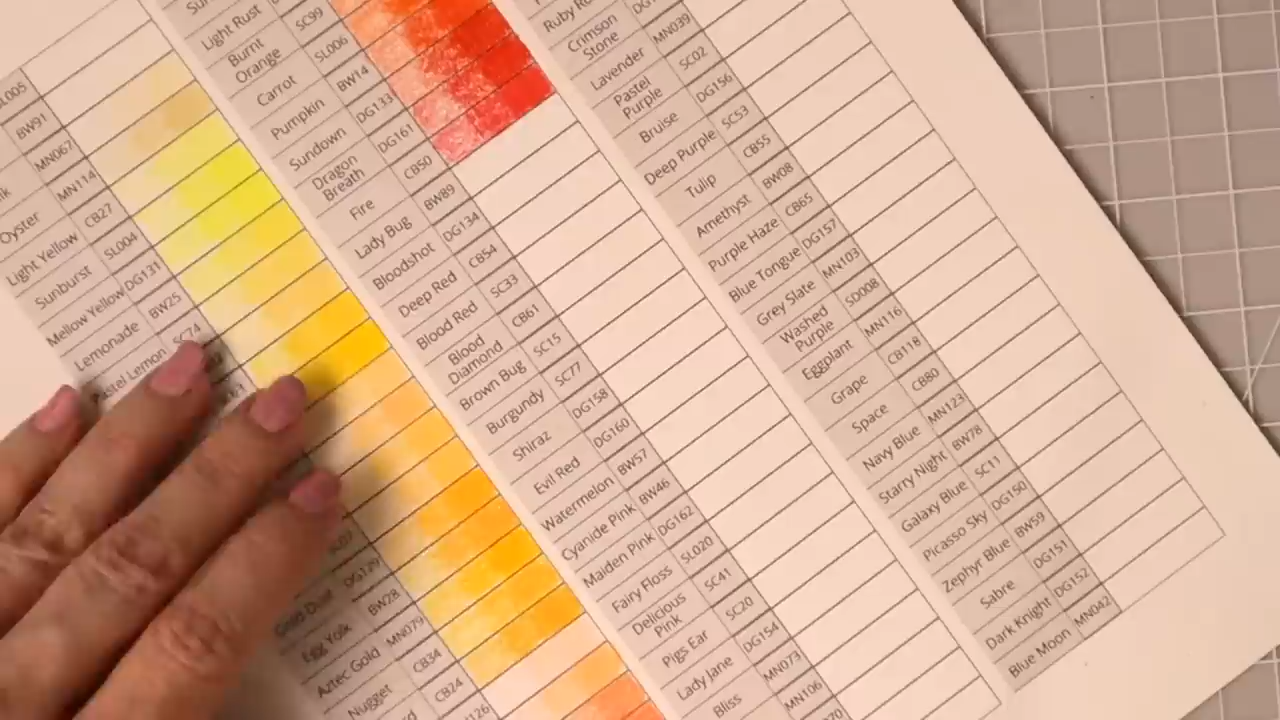 SL005
BW91
MN067
Oyster MN114
Light Yellow CB27
Sunburst SL004
Mellow Yellow DG131
Lemonade BW25
Pastel Lemon SC74
DG129
Egg Yolk BW28
Aztec Gold MN079
Nugget CB34
CB24
Light Rust SC99
Burnt
Orange SL006
Carrot BW14
Pumpkin DG133
Sundown DG161
Dragon
Breath CB50
Fire BW89
Lady Bug DG134
Bloodshot CB54
Deep Red SC33
Blood Red CB61
Blood
Diamond SC15
Brown Bug SC77
Burgundy DG158
Shiraz DG160
Evil Red BW57
Watermelon BW46
Cyanide Pink DG162
Maiden Pink SL020
Fairy Floss SC41
Delicious
Pink SC20
Pigs Ear DG154
Lady Jane MN073
Bliss MN106
Crimson
Stone MN039
Lavender SC02
Pastel
Purple DG156
Bruise SC53
Deep Purple CB55
Tulip BW08
Amethyst CB65
Purple Haze DG157
Blue Tongue MN103
Grey Slate SD008
Washed
Purple MN116
Eggplant CB118
Grape CB80
Space MN123
Navy Blue BW78
Starry Night SC11
Galaxy Blue DG150
Picasso Sky BW59
Zephyr Blue DG151
Sabre DG152
Dark Knight MN042
Blue Moon